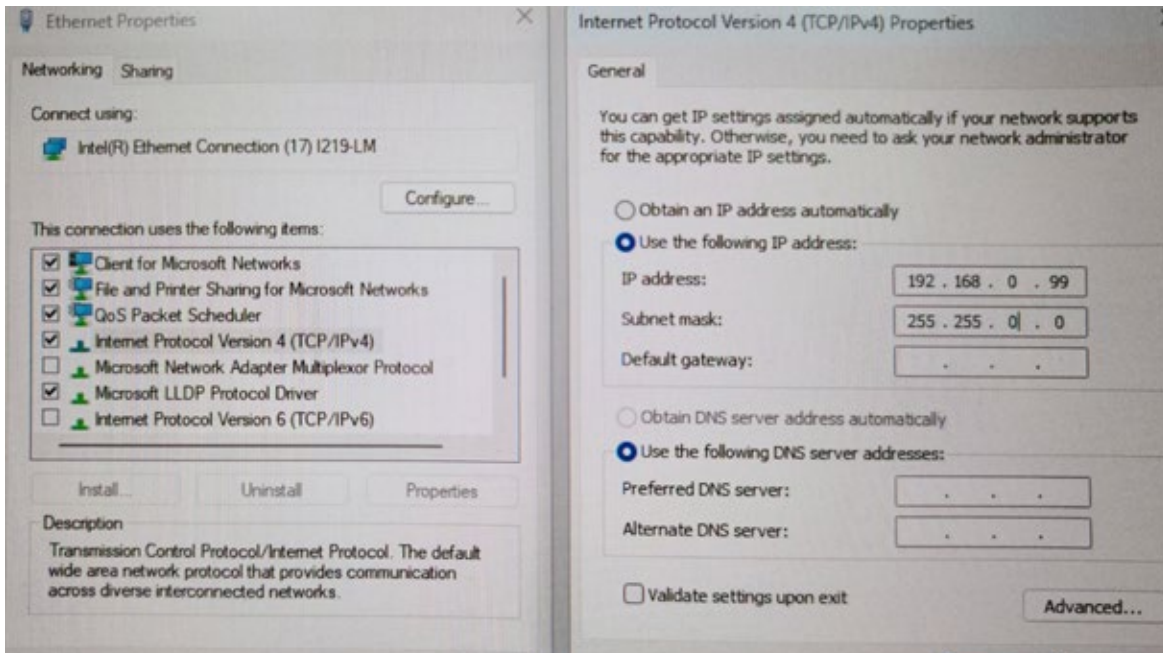 Ethernet Properties
Networking Sharing
Connect using:
Intel(R) Ethernet Connection (17) I219-LM
Configure...
This connection uses the following items:
Client for Microsoft Networks
File and Printer Sharing for Microsoft Networks
QoS Packet Scheduler
Internet Protocol Version 4 (TCP/IPv4)
Microsoft Network Adapter Multiplexor Protocol
Microsoft LLDP Protocol Driver
Internet Protocol Version 6 (TCP/IPv6)
Install... Uninstall Properties
Description
Transmission Control Protocol/Internet Protocol. The default
wide area network protocol that provides communication
across diverse interconnected networks.
Internet Protocol Version 4 (TCP/IPv4) Properties
General
You can get IP settings assigned automatically if your network supports
this capability. Otherwise, you need to ask your network administrator
for the appropriate IP settings.
Obtain an IP address automatically
Use the following IP address:
IP address: 192 . 168 . 0 . 99
Subnet mask: 255 . 255 . 0 . 0
Default gateway: . . .
Obtain DNS server address automatically
Use the following DNS server addresses:
Preferred DNS server: . . .
Alternate DNS server: . . .
Validate settings upon exit
Advanced...